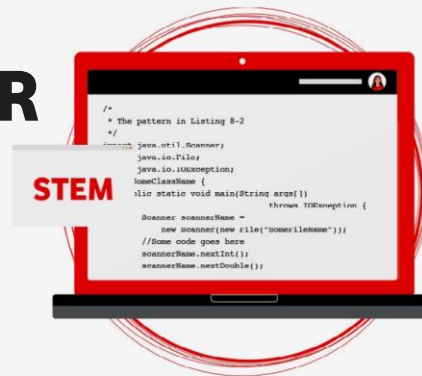 R
/*
* The pattern in Listing 8-2
*/
import java.util.Scanner;
java.io.File;
java.io.IOException;
SomeClassName {
blic static void main(String args[])
throws IOException {
Scanner scannerName =
new Scanner(new File("SomeFileName"));
//Some code goes here
scannerName.nextInt();
scannerName.nextDouble();
STEM